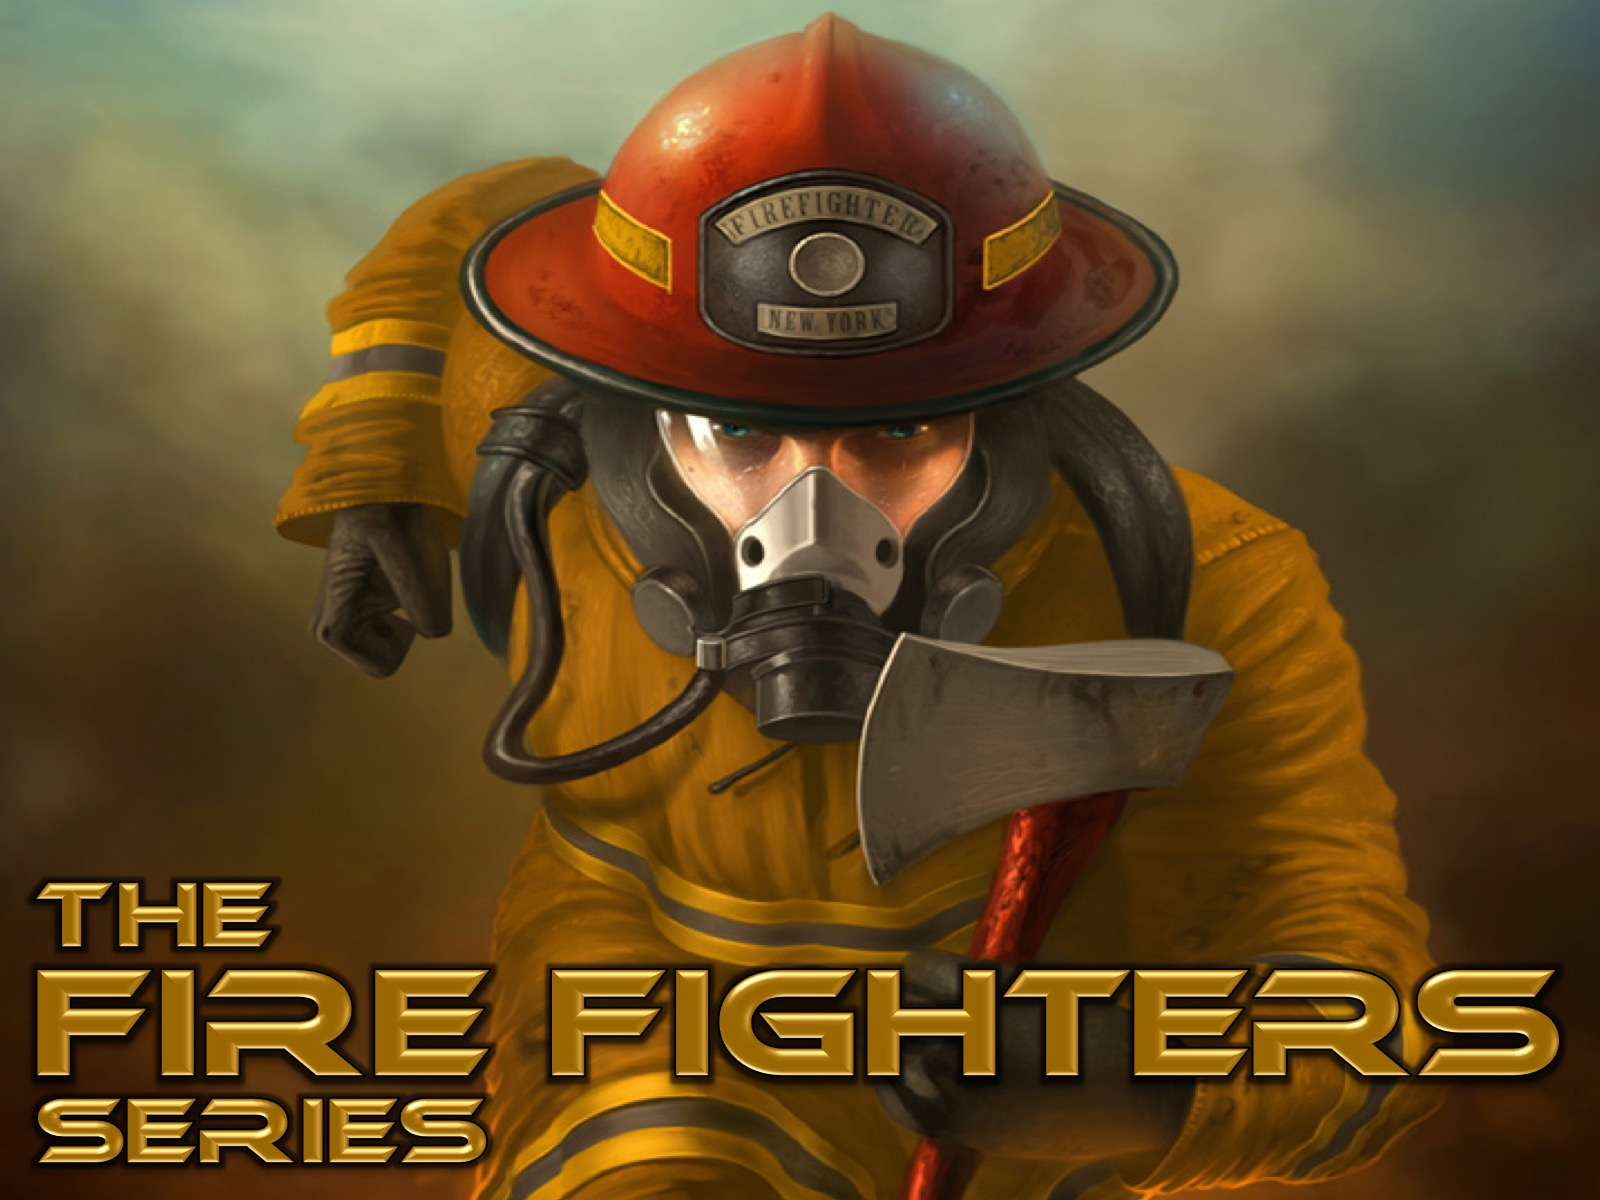 FIREFIGHTER
NEW YORK
THE
FIRE FIGHTERS
SERIES